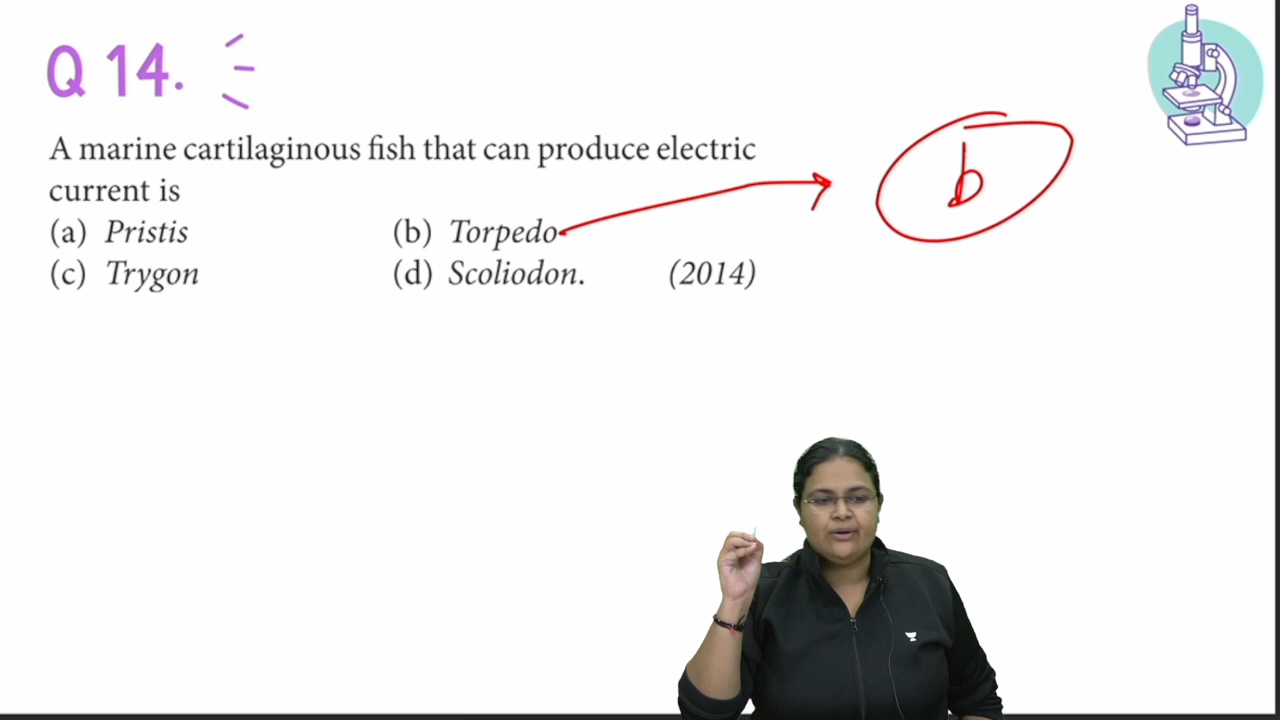 Q 14.
A marine cartilaginous fish that can produce electric
current is
(a) Pristis (b) Torpedo
(c) Trygon (d) Scoliodon. (2014)
b